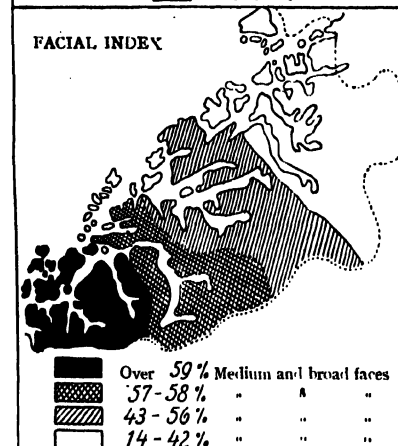 FACIAL INDEX
Over 59% Medium and broad faces
57-58% " " "
43-56% " " "
14-42% " " "